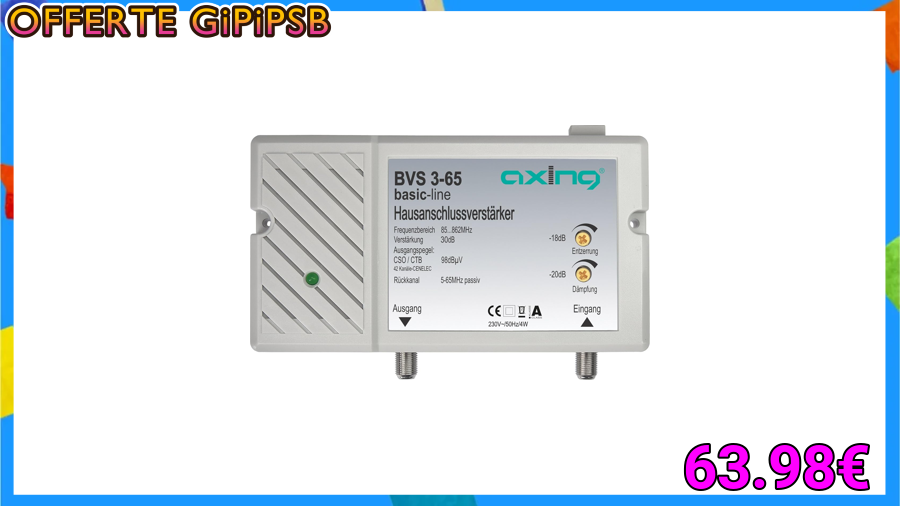 OFFERTE GiPiPSB
BVS 3-65
axing®
basic-line
Hausanschlussverstärker
Frequenzbereich 85...862MHz
Verstärkung 30dB
Ausgangspegel:
CSO / CTB 98dBµV
42 Kanäle-CENELEC
Rückkanal 5-65MHz passiv
-18dB
Entzerrung
-20dB
Dämpfung
Ausgang
Eingang
CE A
230V~/50Hz/4W
63.98€